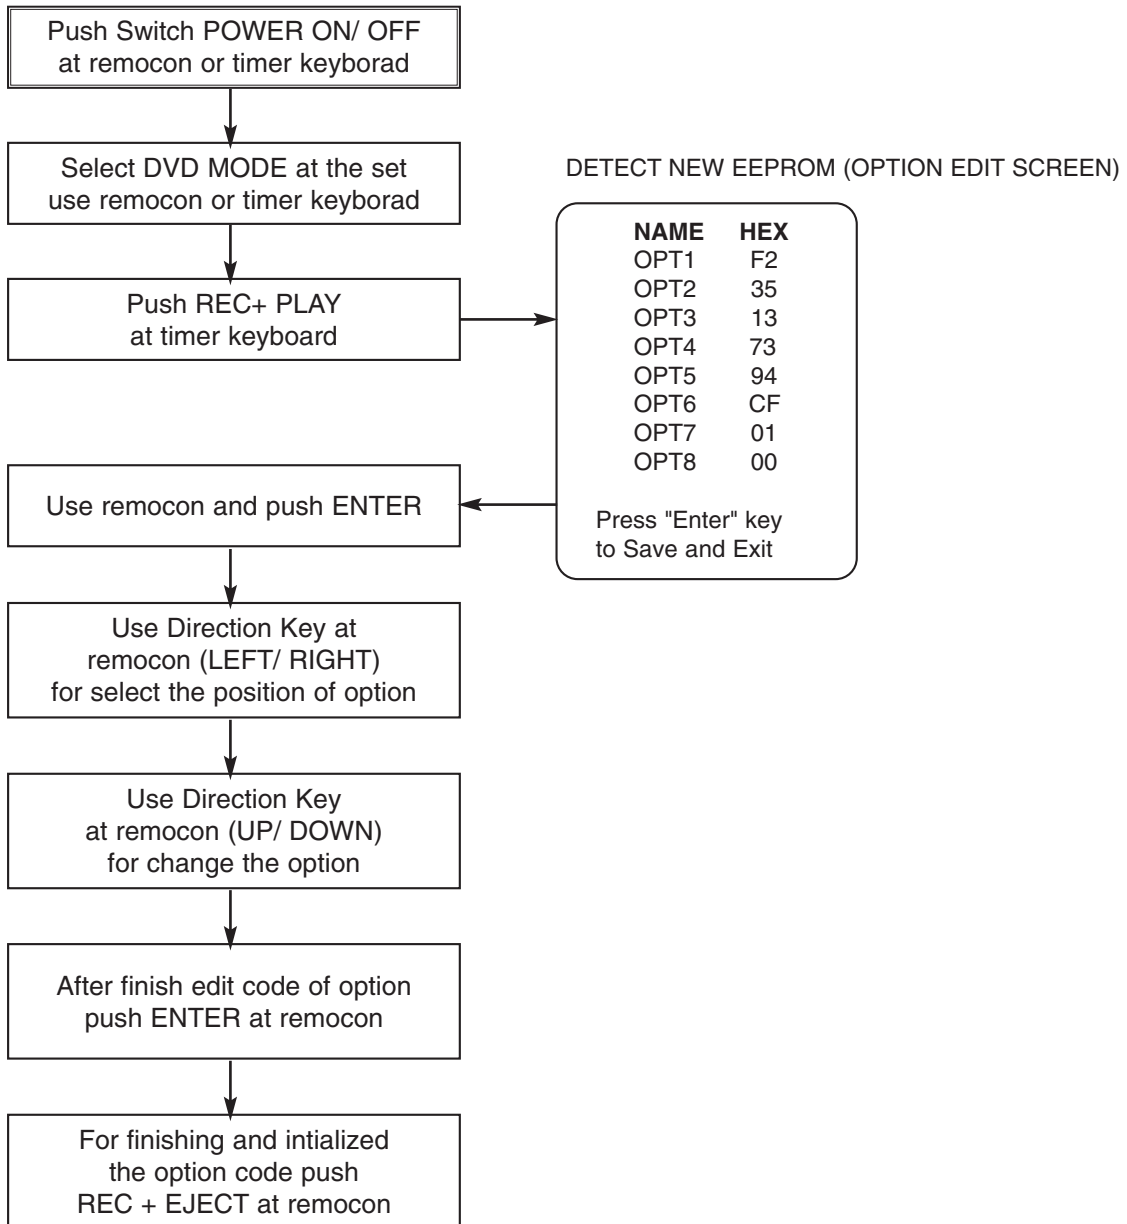 Push Switch POWER ON/ OFF
at remocon or timer keyborad
Select DVD MODE at the set
use remocon or timer keyborad
Push REC+ PLAY
at timer keyboard
DETECT NEW EEPROM (OPTION EDIT SCREEN)
NAME HEX
OPT1 F2
OPT2 35
OPT3 13
OPT4 73
OPT5 94
OPT6 CF
OPT7 01
OPT8 00
Press "Enter" key
to Save and Exit
Use remocon and push ENTER
Use Direction Key at
remocon (LEFT/ RIGHT)
for select the position of option
Use Direction Key
at remocon (UP/ DOWN)
for change the option
After finish edit code of option
push ENTER at remocon
For finishing and intialized
the option code push
REC + EJECT at remocon